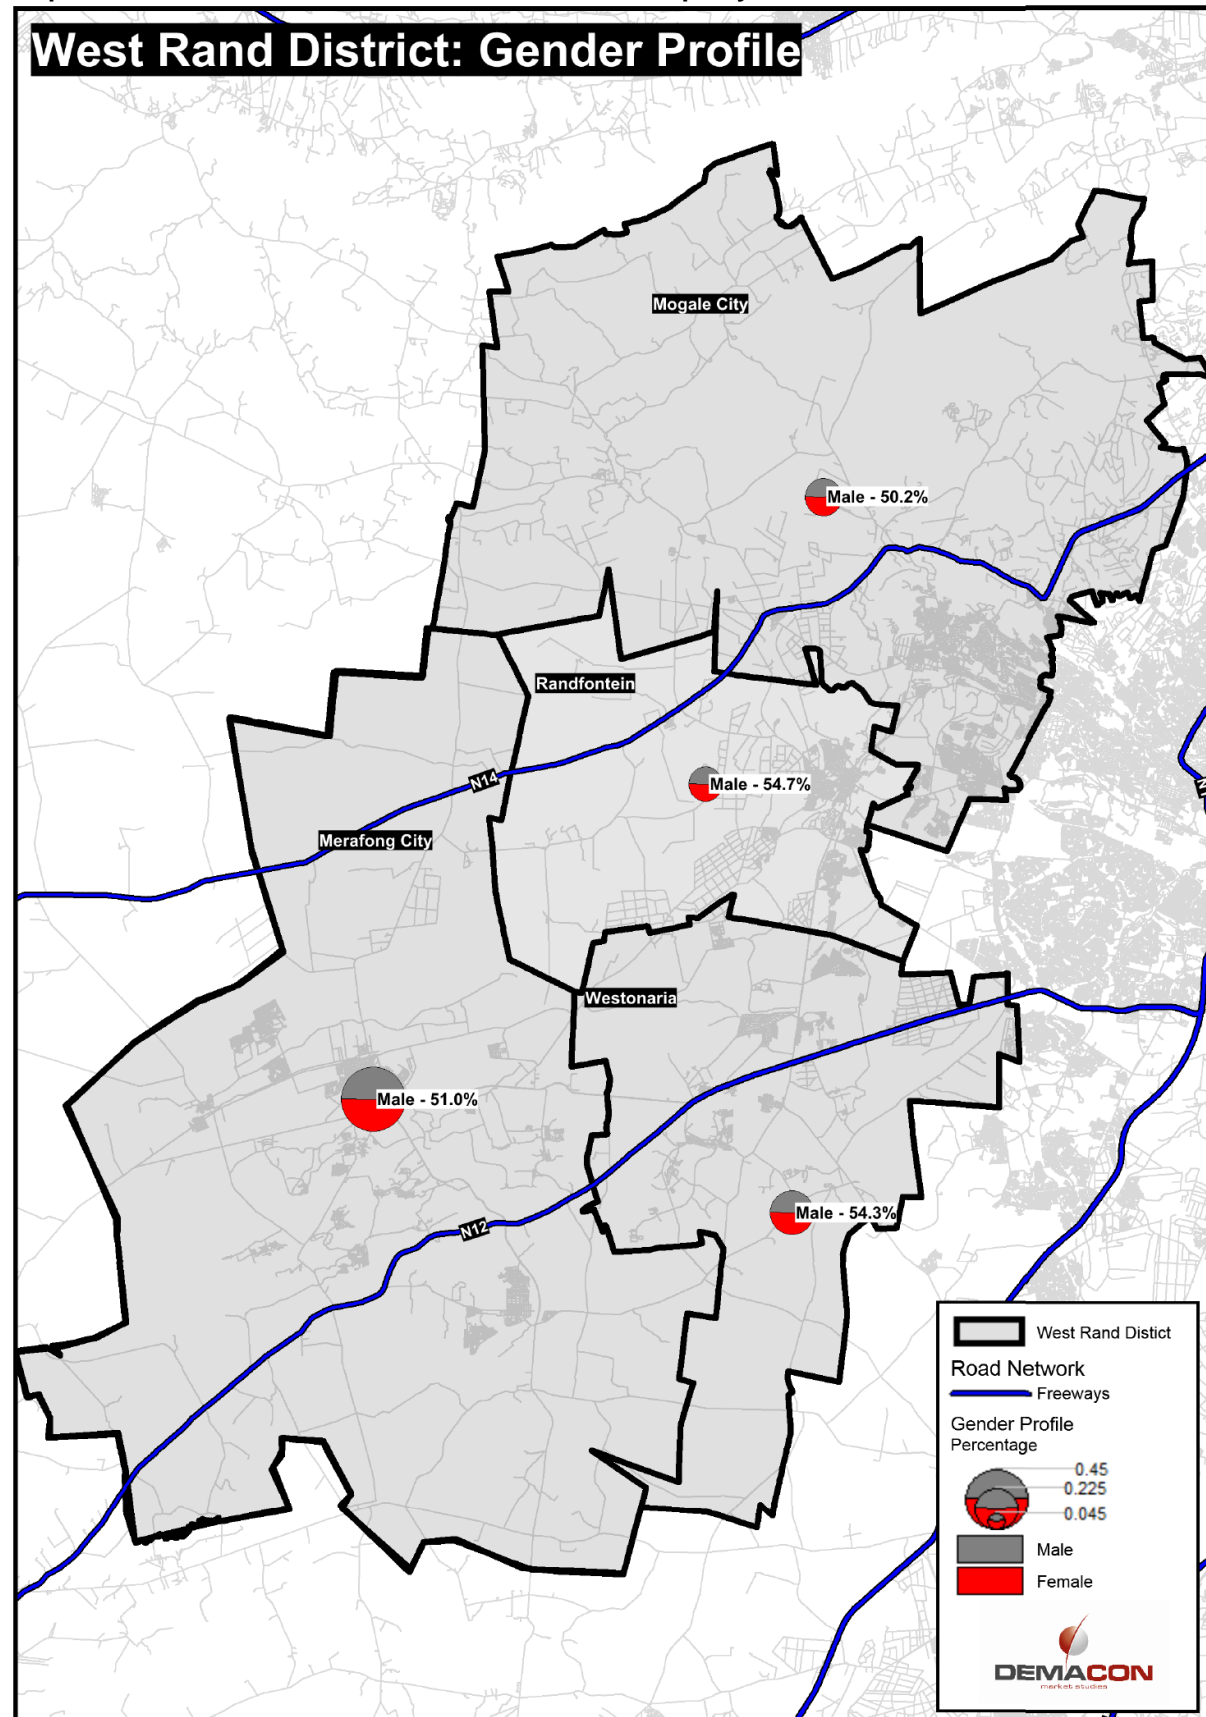 West Rand District: Gender Profile
Mogale City
Male - 50.2%
Randfontein
Male - 54.7%
N14
Merafong City
Westonaria
Male - 51.0%
Male - 54.3%
N12
West Rand Distict
Road Network
Freeways
Gender Profile
Percentage
0.45
0.225
0.045
Male
Female
DEMACON
market studies